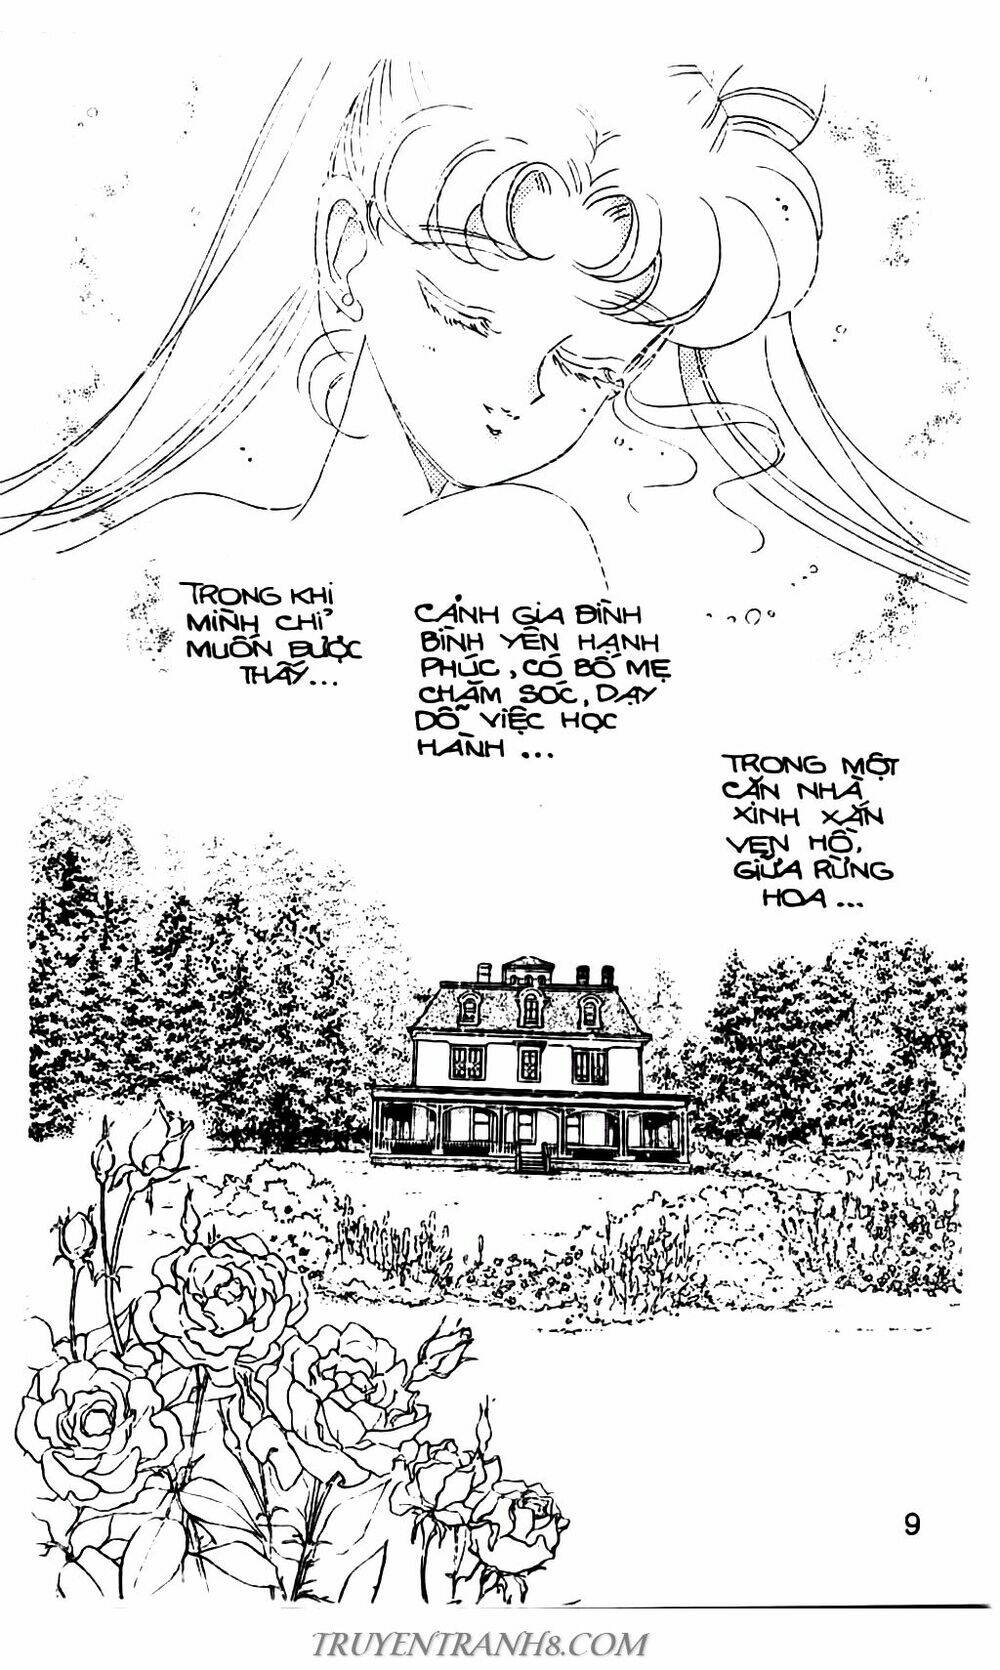 TRONG KHI
MÌNH CHỈ
MUỐN ĐƯỢC
THẤY...
CẢNH GIA ĐÌNH
BÌNH YÊN HẠNH
PHÚC, CÓ BỐ MẸ
CHĂM SÓC, DẠY
DỖ VIỆC HỌC
HÀNH ...
TRONG MỘT
CĂN NHÀ
XINH XẮN
VEN HỒ,
GIỮA RỪNG
HOA ...
9
TRUYENTRANH8.COM